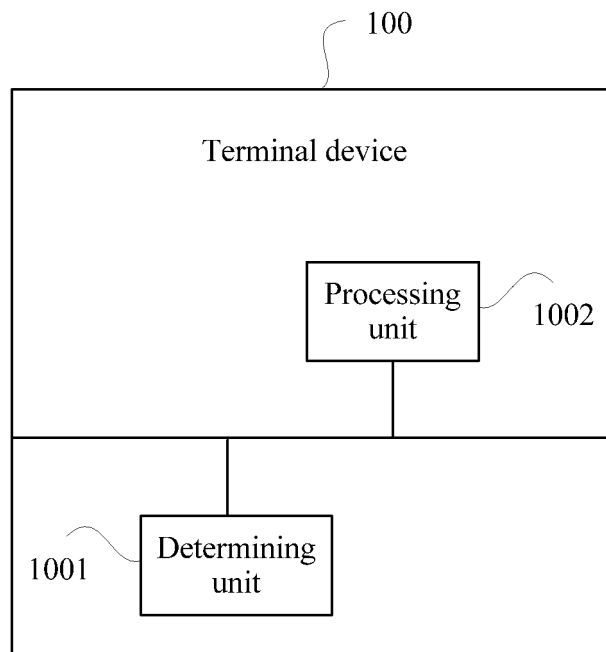 100
Terminal device
Processing
unit
1002
Determining
unit
1001